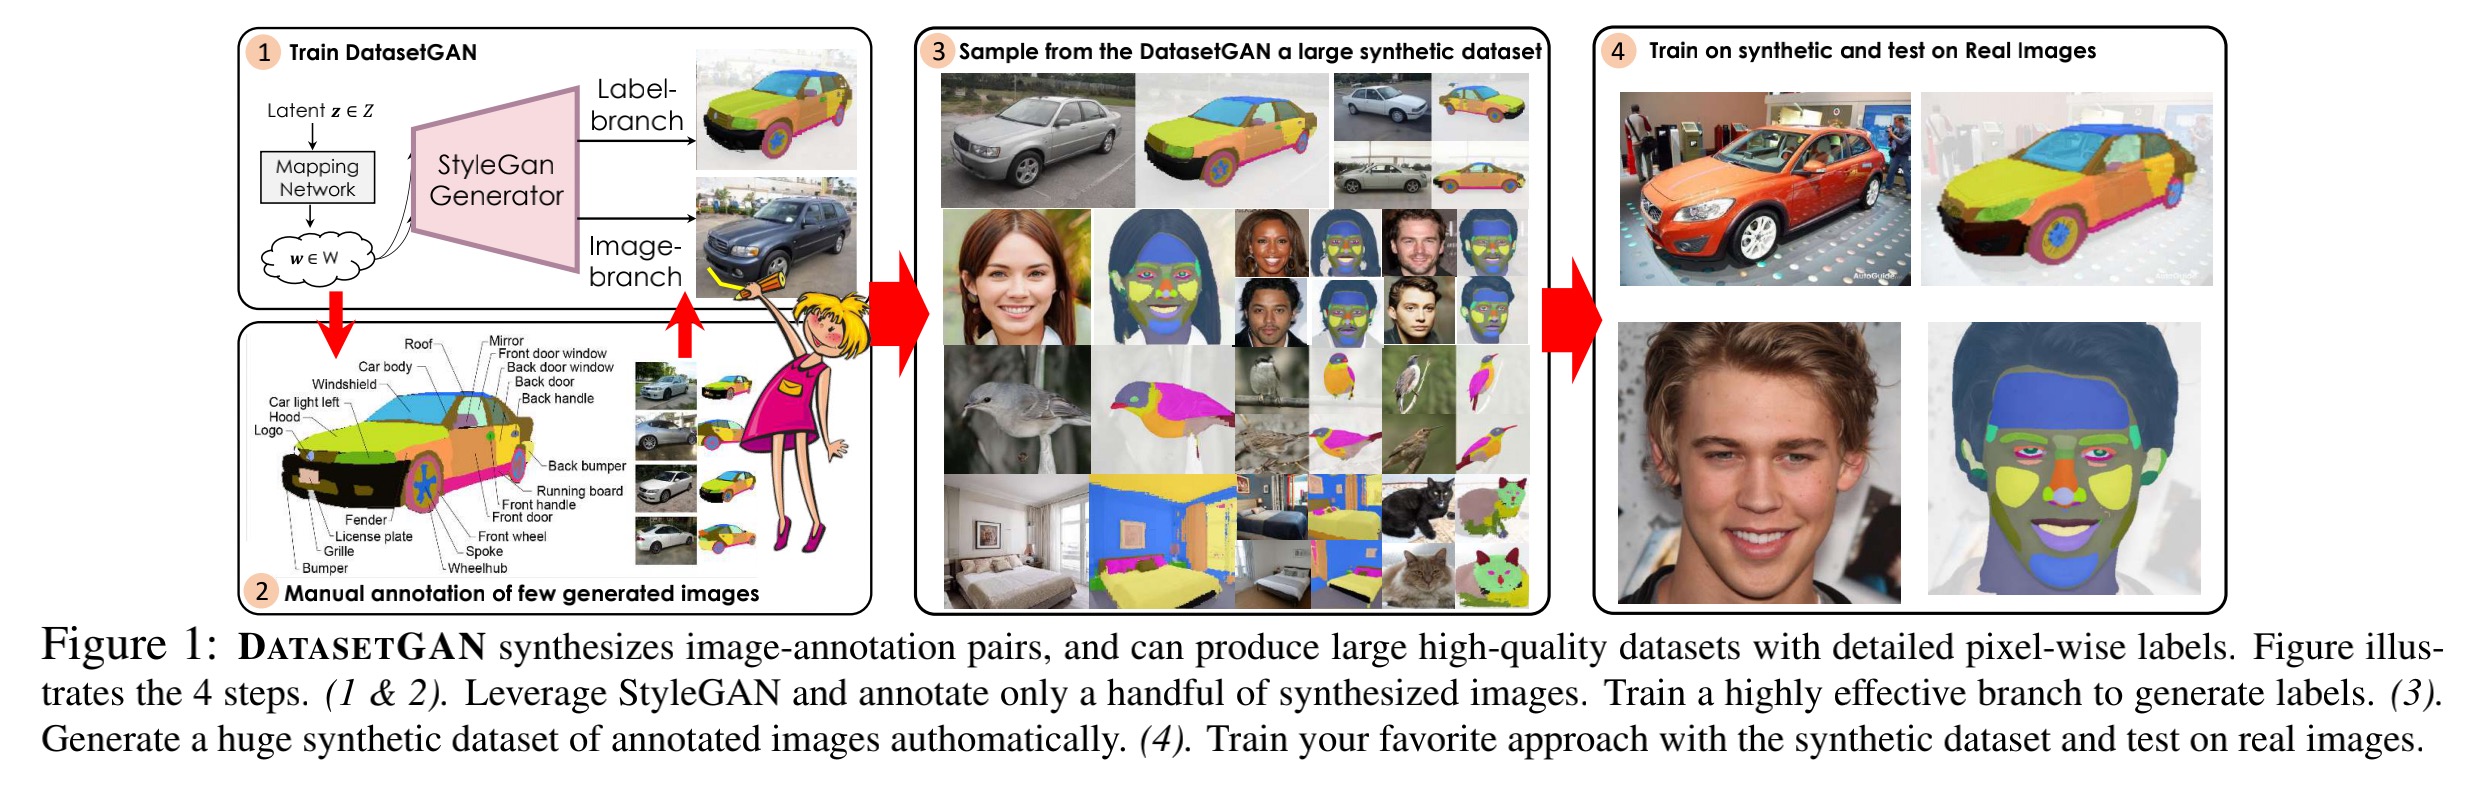 1 Train DatasetGAN
Latent z ∈ Z
Mapping
Network
w ∈ W
StyleGan
Generator
Label-
branch
Image-
branch
Roof
Mirror
Front door window
Car body
Back door window
Windshield
Back door
Back handle
Car light left
Hood
Logo
Back bumper
Running board
Front handle
Front door
Fender
License plate
Front wheel
Grille
Spoke
Bumper
Wheelhub
2 Manual annotation of few generated images
3 Sample from the DatasetGAN a large synthetic dataset
4 Train on synthetic and test on Real Images
AutoGuide
Figure 1: DATASETGAN synthesizes image-annotation pairs, and can produce large high-quality datasets with detailed pixel-wise labels. Figure illus-
trates the 4 steps. (1 & 2). Leverage StyleGAN and annotate only a handful of synthesized images. Train a highly effective branch to generate labels. (3).
Generate a huge synthetic dataset of annotated images authomatically. (4). Train your favorite approach with the synthetic dataset and test on real images.